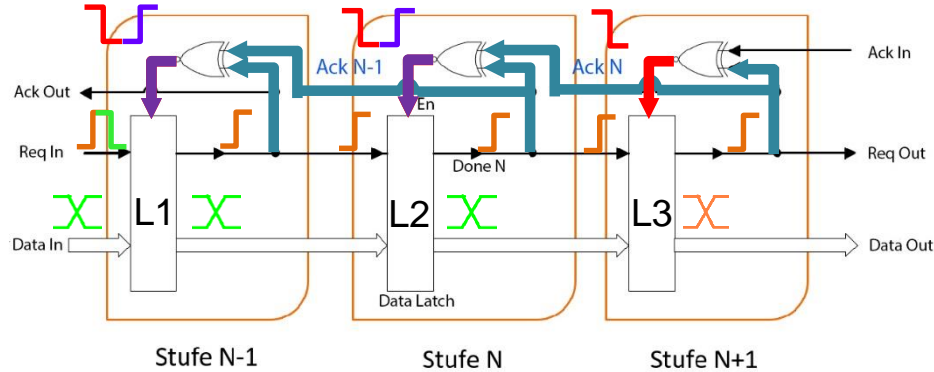 Ack N-1
Ack N
Ack In
Ack Out
En
Req In
Done N
Req Out
L1
L2
L3
Data In
Data Out
Data Latch
Stufe N-1
Stufe N
Stufe N+1